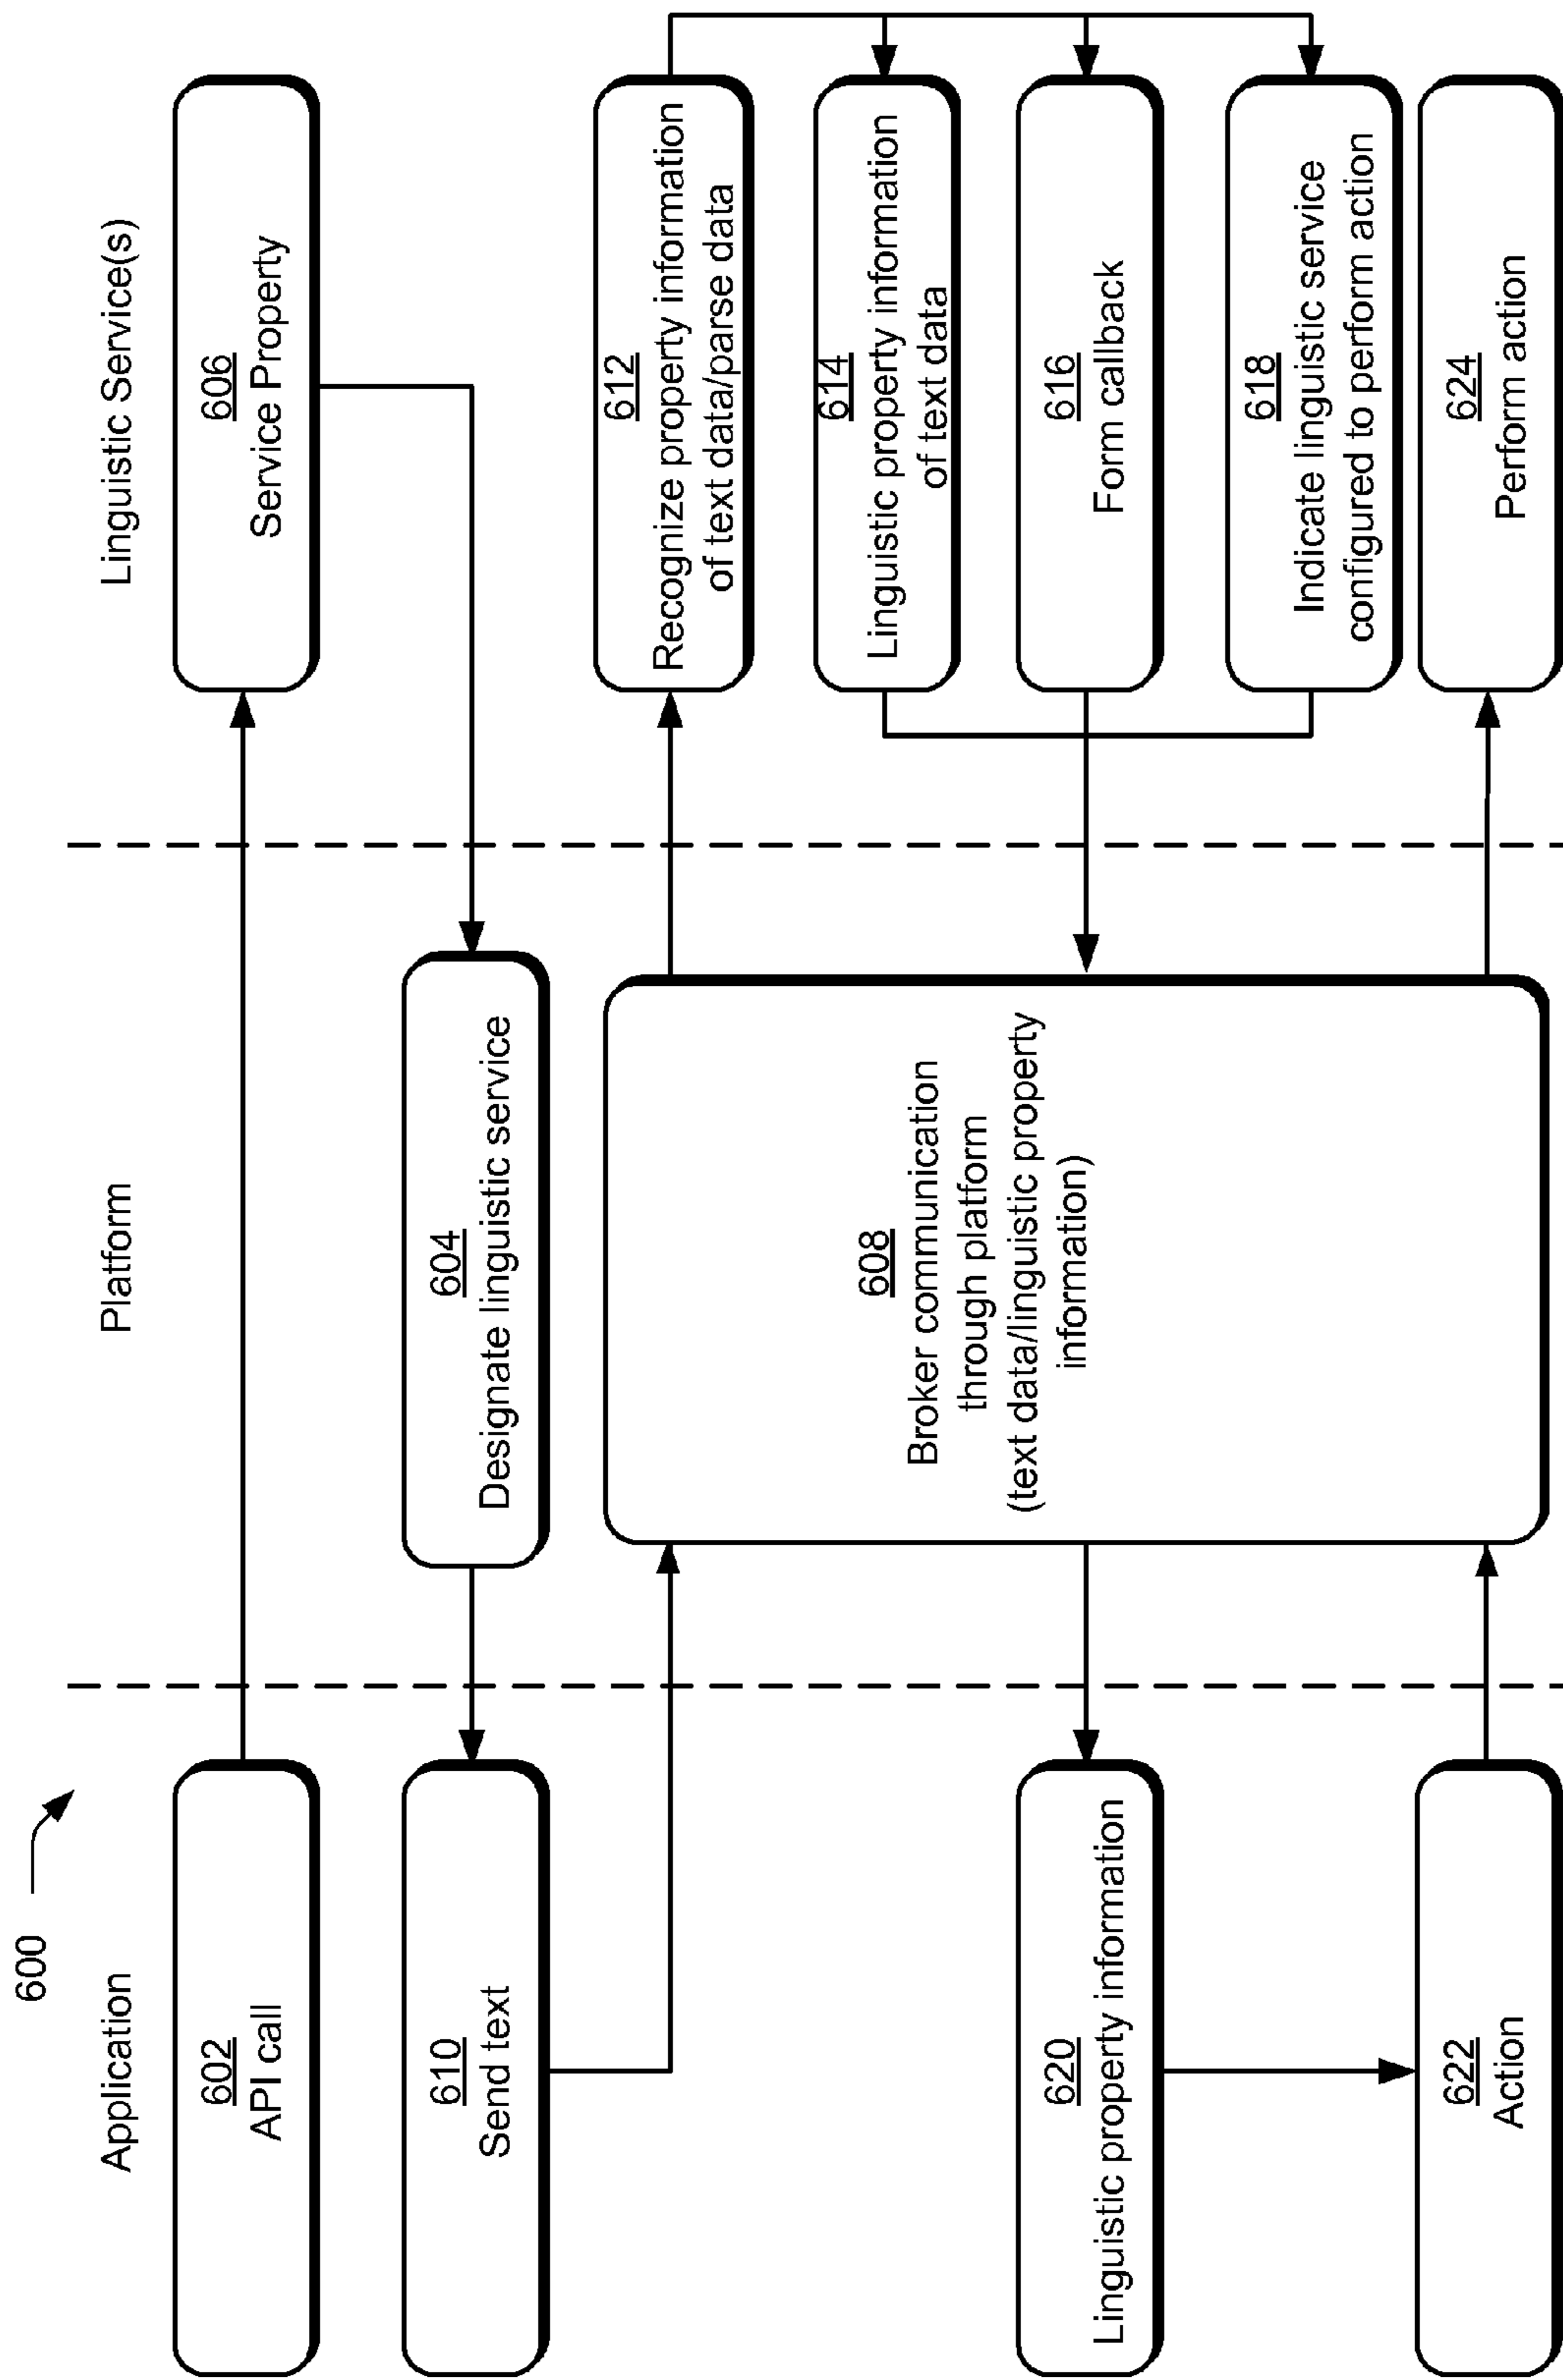 600
Application
Platform
Linguistic Service(s)
602
API call
606
Service Property
604
Designate linguistic service
610
Send text
608
Broker communication
through platform
(text data/linguistic property
information)
612
Recognize property information
of text data/parse data
614
Linguistic property information
of text data
616
Form callback
618
Indicate linguistic service
configured to perform action
620
Linguistic property information
622
Action
624
Perform action